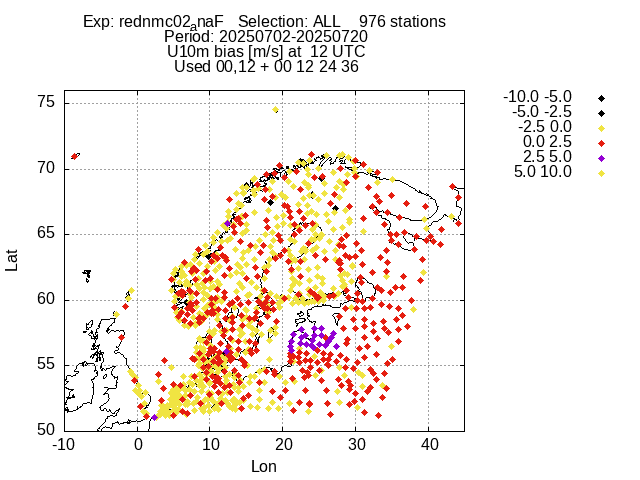 Exp: rednmc02_naF   Selection: ALL    976 stations
Period: 20250702-20250720
U10m bias [m/s] at  12 UTC
Used 00,12 + 00 12 24 36
-10.0 -5.0
-5.0 -2.5
-2.5 0.0
0.0 2.5
2.5 5.0
5.0 10.0
75
70
65
60
55
50
Lat
-10 0 10 20 30 40
Lon